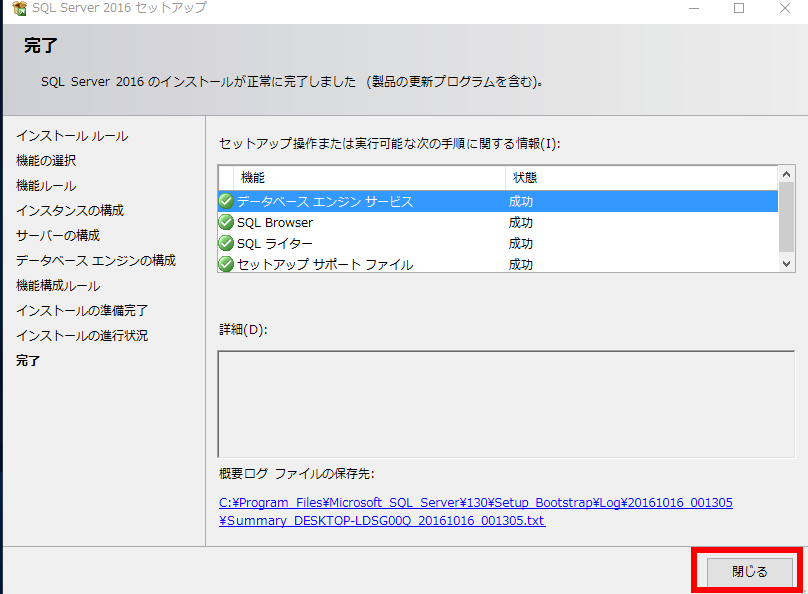 SQL Server 2016 セットアップ
完了
SQL Server 2016 のインストールが正常に完了しました (製品の更新プログラムを含む)。
インストール ルール
機能の選択
機能ルール
インスタンスの構成
サーバーの構成
データベース エンジンの構成
機能構成ルール
インストールの準備完了
インストールの進行状況
完了
セットアップ操作または実行可能な次の手順に関する情報(I):
機能 状態
データベース エンジン サービス 成功
SQL Browser 成功
SQL ライター 成功
セットアップ サポート ファイル 成功
詳細(D):
概要ログ ファイルの保存先:
C:¥Program Files¥Microsoft SQL Server¥130¥Setup Bootstrap¥Log¥20161016_001305
¥Summary_DESKTOP-LDSG00Q_20161016_001305.txt
閉じる